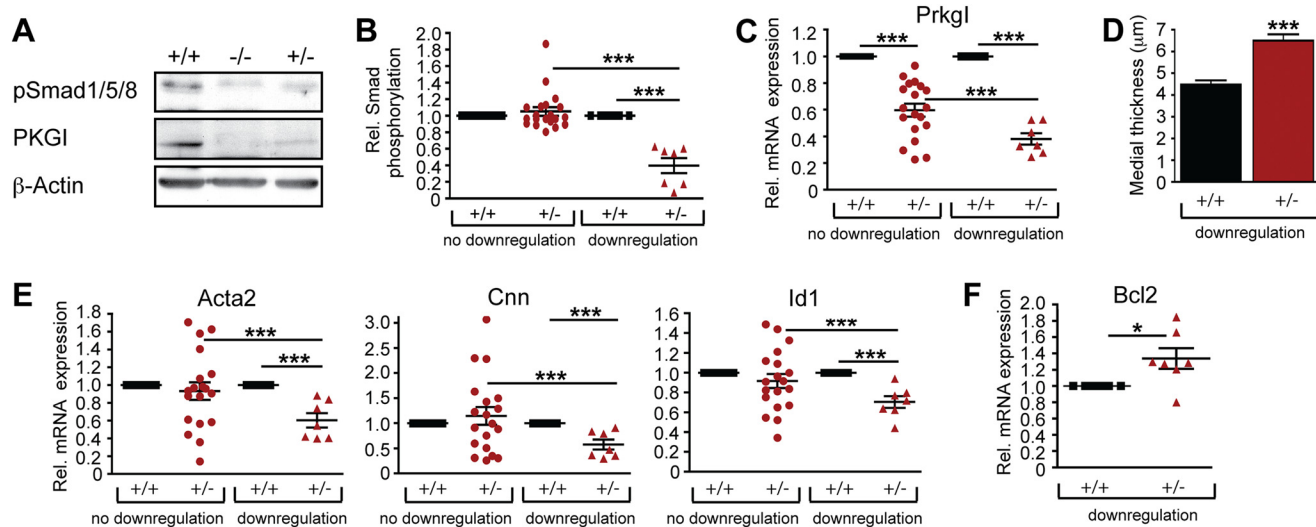 A
+/+ -/- +/-
pSmad1/5/8
PKGI
β-Actin
B
Rel. Smad
phosphorylation
2.0
1.8
1.6
1.4
1.2
1.0
0.8
0.6
0.4
0.2
0
***
***
+/+ +/- +/+ +/-
no downregulation downregulation
C
PrkgI
Rel. mRNA expression
1.4
1.2
1.0
0.8
0.6
0.4
0.2
0
*** ***
***
+/+ +/- +/+ +/-
no downregulation downregulation
D
Medial thickness (μm)
7
6
5
4
3
2
1
0
***
+/+ +/-
downregulation
E
Acta2
Rel. mRNA expression
1.8
1.6
1.4
1.2
1.0
0.8
0.6
0.4
0.2
0
***
***
+/+ +/- +/+ +/-
no downregulation downregulation
Cnn
3.0
2.5
2.0
1.5
1.0
0.5
0
***
***
+/+ +/- +/+ +/-
no downregulation downregulation
Id1
1.6
1.4
1.2
1.0
0.8
0.6
0.4
0.2
0
***
***
+/+ +/- +/+ +/-
no downregulation downregulation
F
Bcl2
Rel. mRNA expression
2.0
1.8
1.6
1.4
1.2
1.0
0.8
0.6
0.4
0.2
0
*
+/+ +/-
downregulation